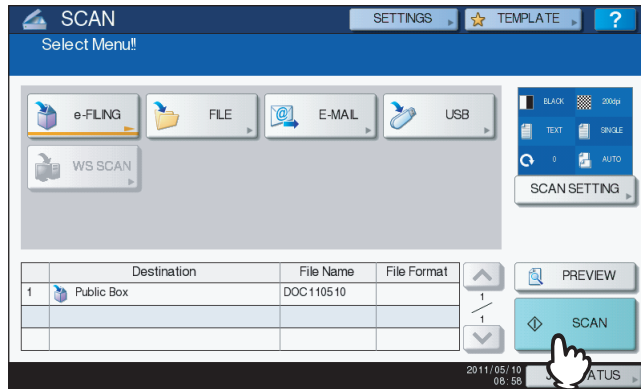 SCAN SETTINGS TEMPLATE ?
Select Menu!!
e-FILING FILE E-MAIL USB
BLACK 200dpi
TEXT SINGLE
0 AUTO
WS SCAN
SCAN SETTING
Destination File Name File Format
1 Public Box DOC110510
PREVIEW
1
1
SCAN
2011/05/10
08:58
ATUS